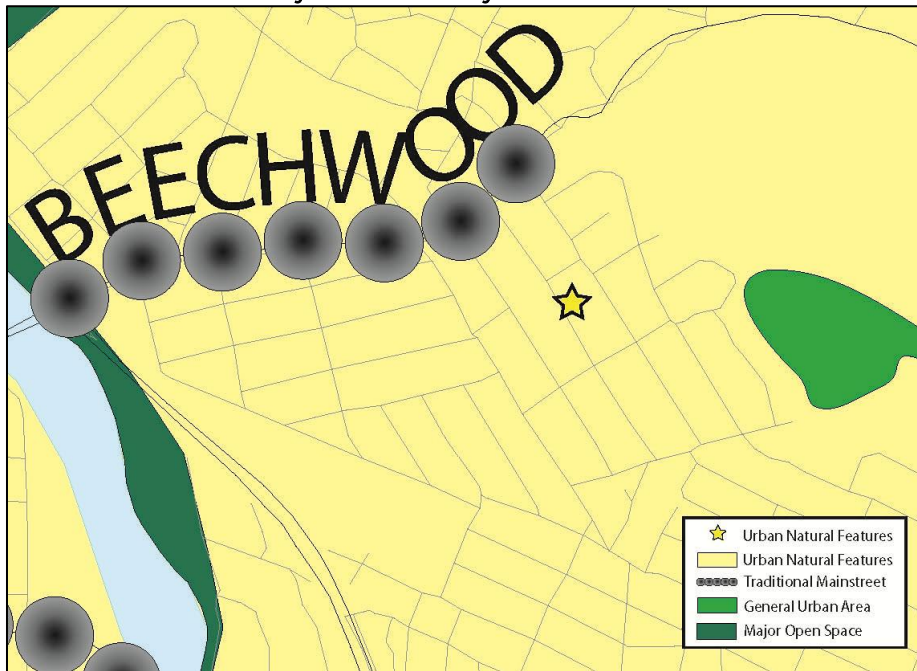 BEECHWOOD
Urban Natural Features
Urban Natural Features
Traditional Mainstreet
General Urban Area
Major Open Space